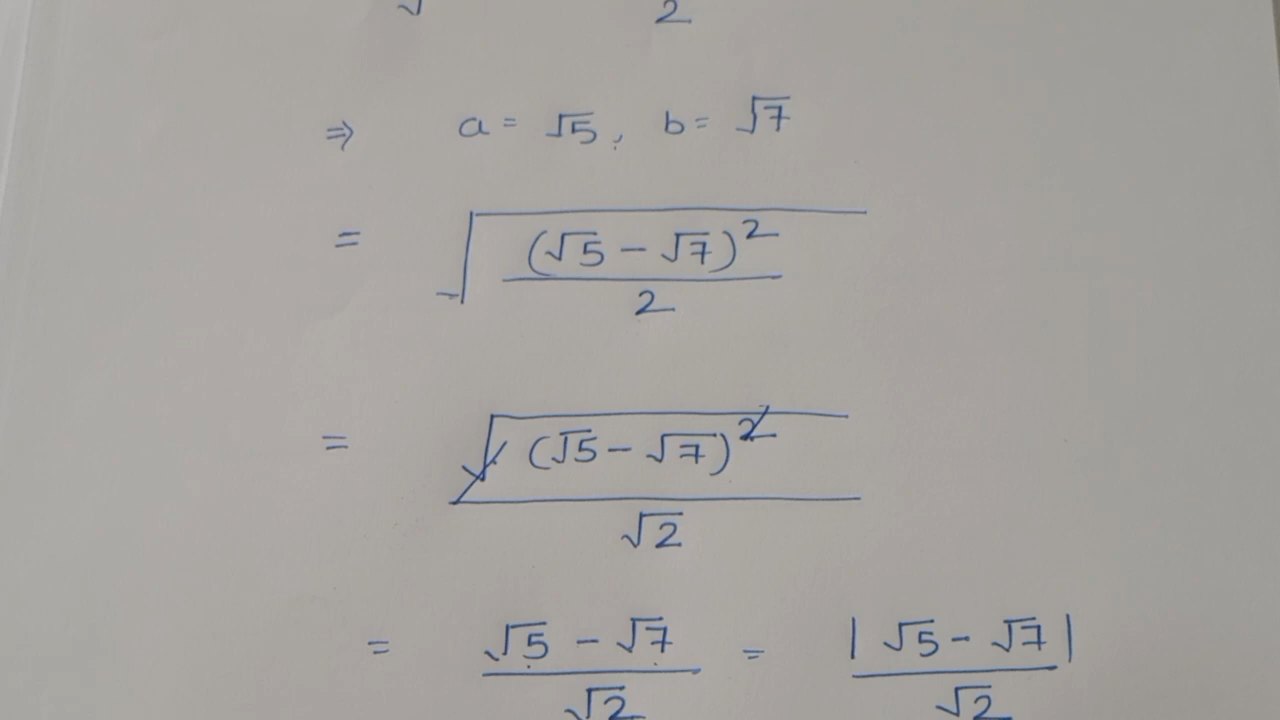 √ 2
⇒ a = √5, b = √7
= √((√5 − √7)² / 2)
= √(√5 − √7)² / √2
= (√5 − √7) / √2 = |√5 − √7| / √2